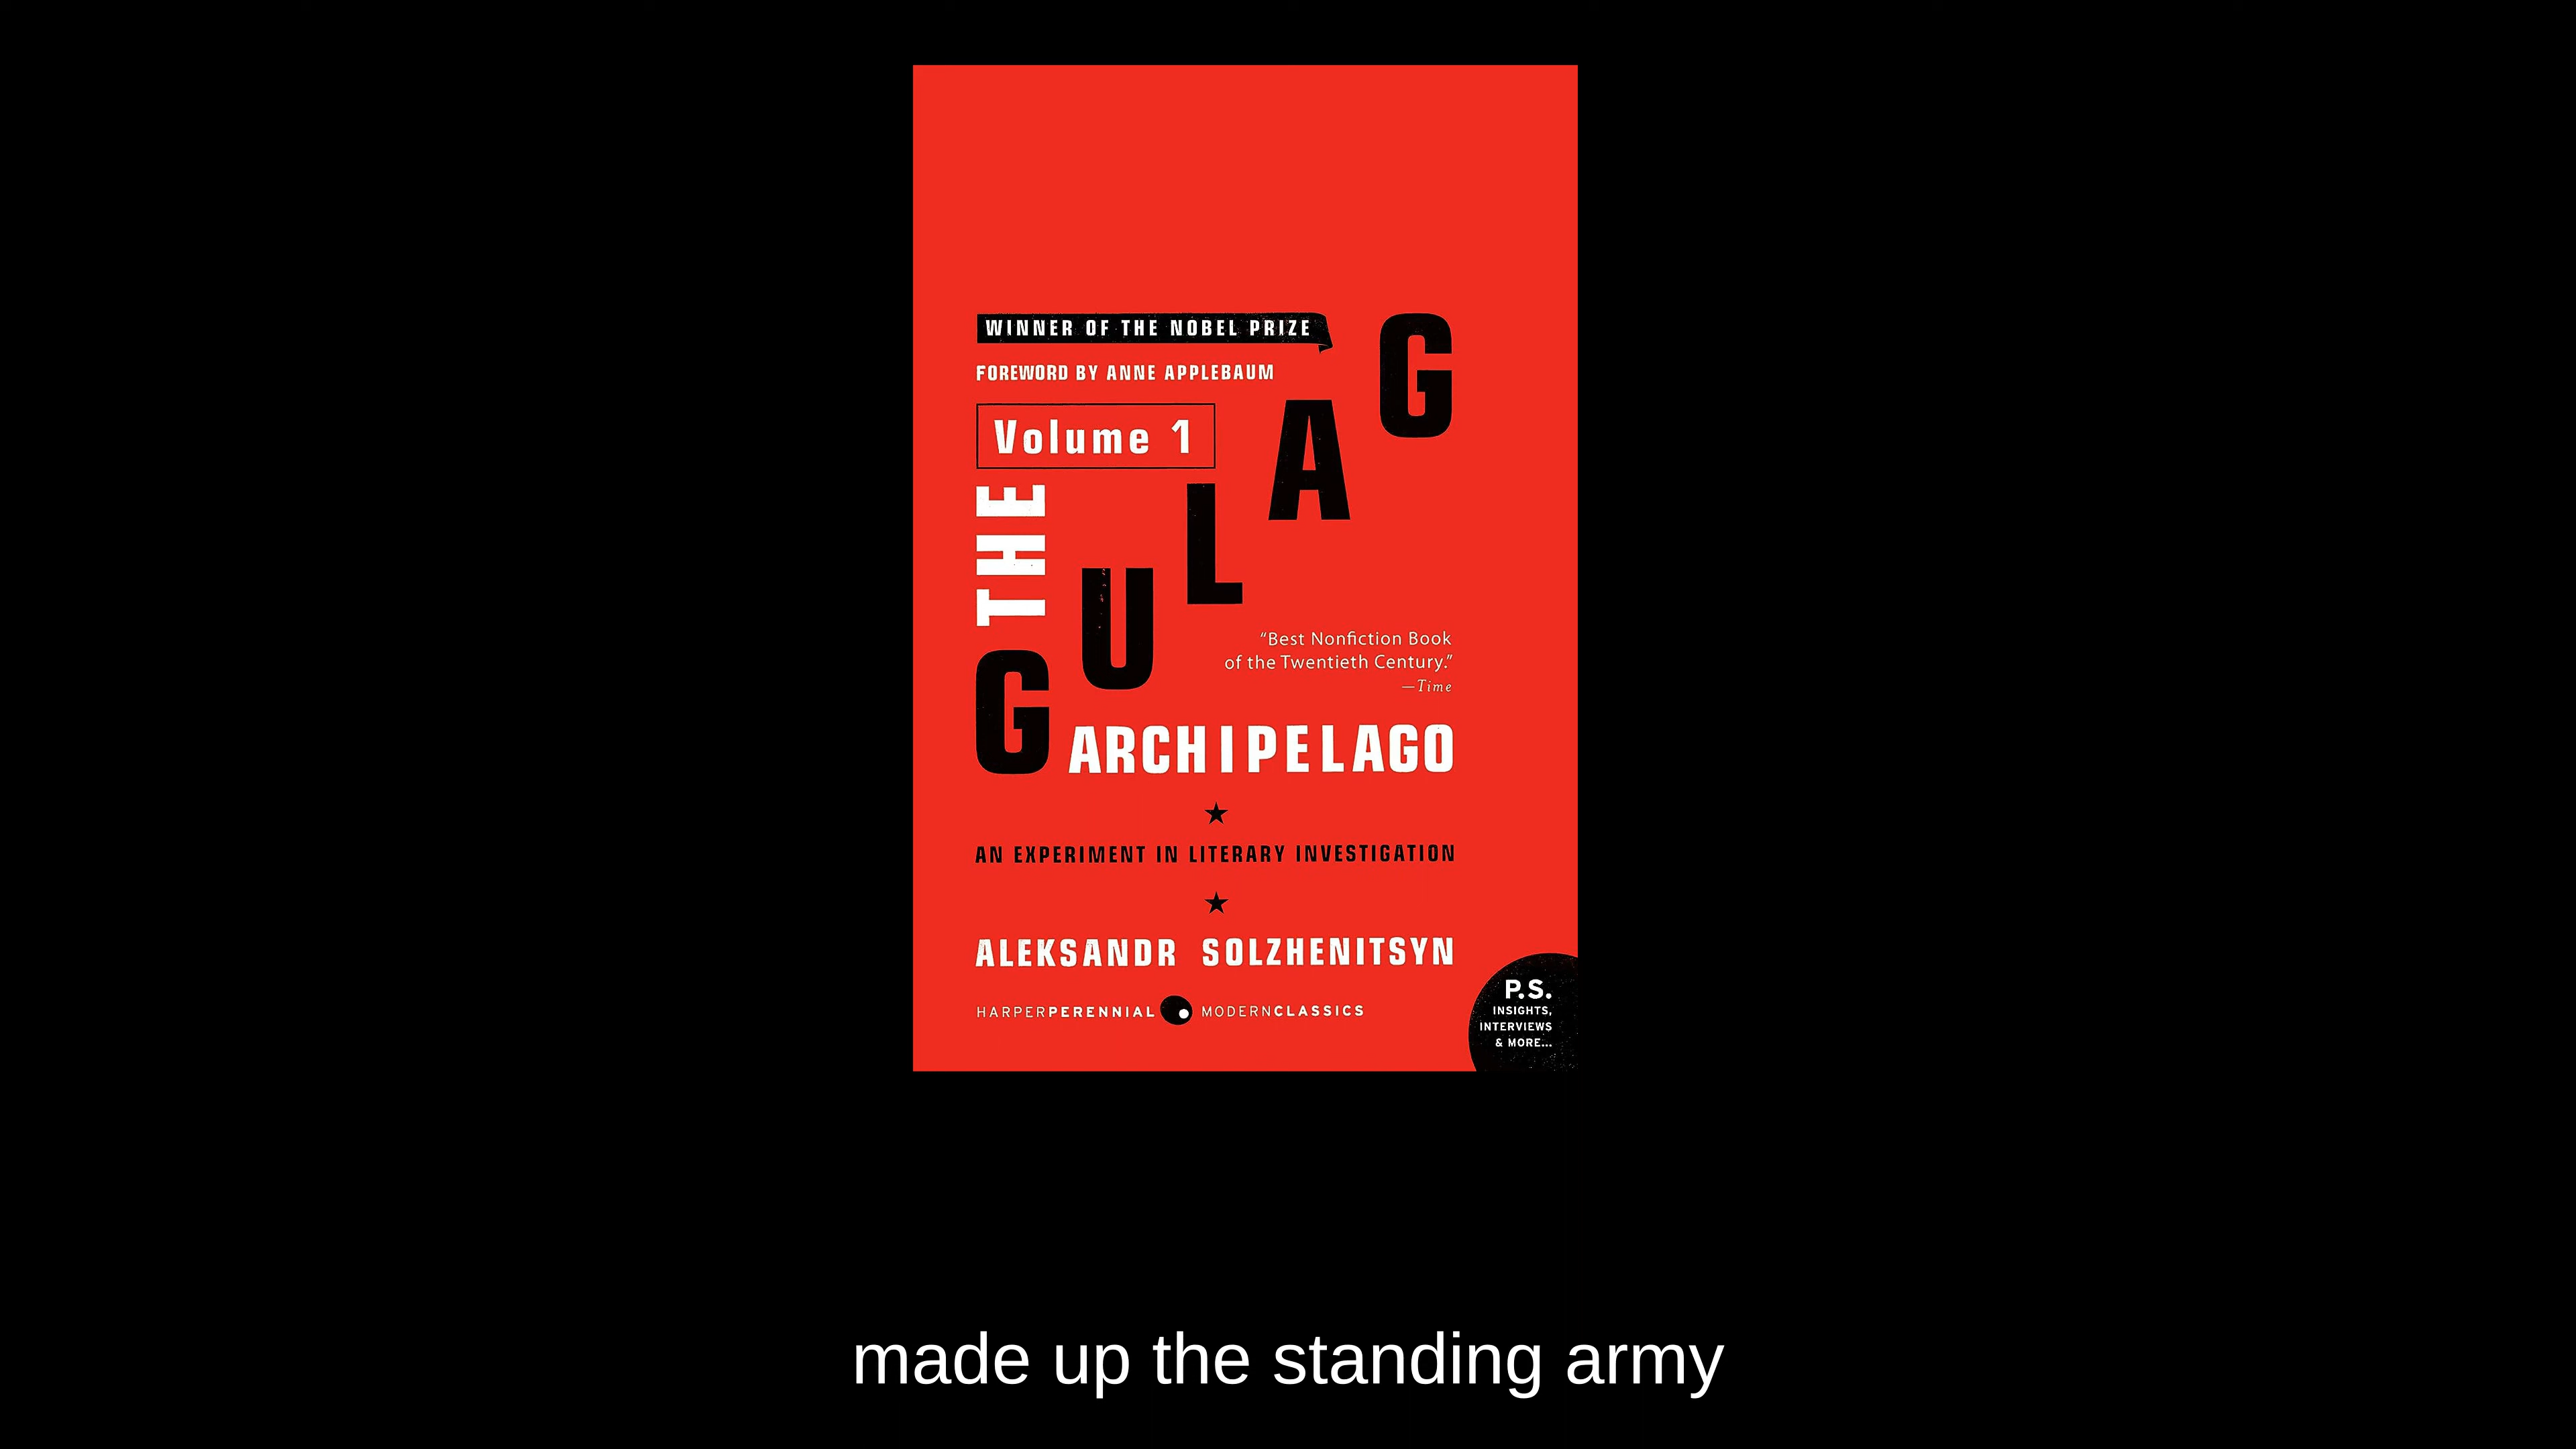 WINNER OF THE NOBEL PRIZE
FOREWORD BY ANNE APPLEBAUM
Volume 1
THE
GULAG
"Best Nonfiction Book
of the Twentieth Century."
—Time
ARCHIPELAGO
AN EXPERIMENT IN LITERARY INVESTIGATION
ALEKSANDR SOLZHENITSYN
HARPERPERENNIAL MODERNCLASSICS
P.S.
INSIGHTS,
INTERVIEWS
& MORE...
made up the standing army